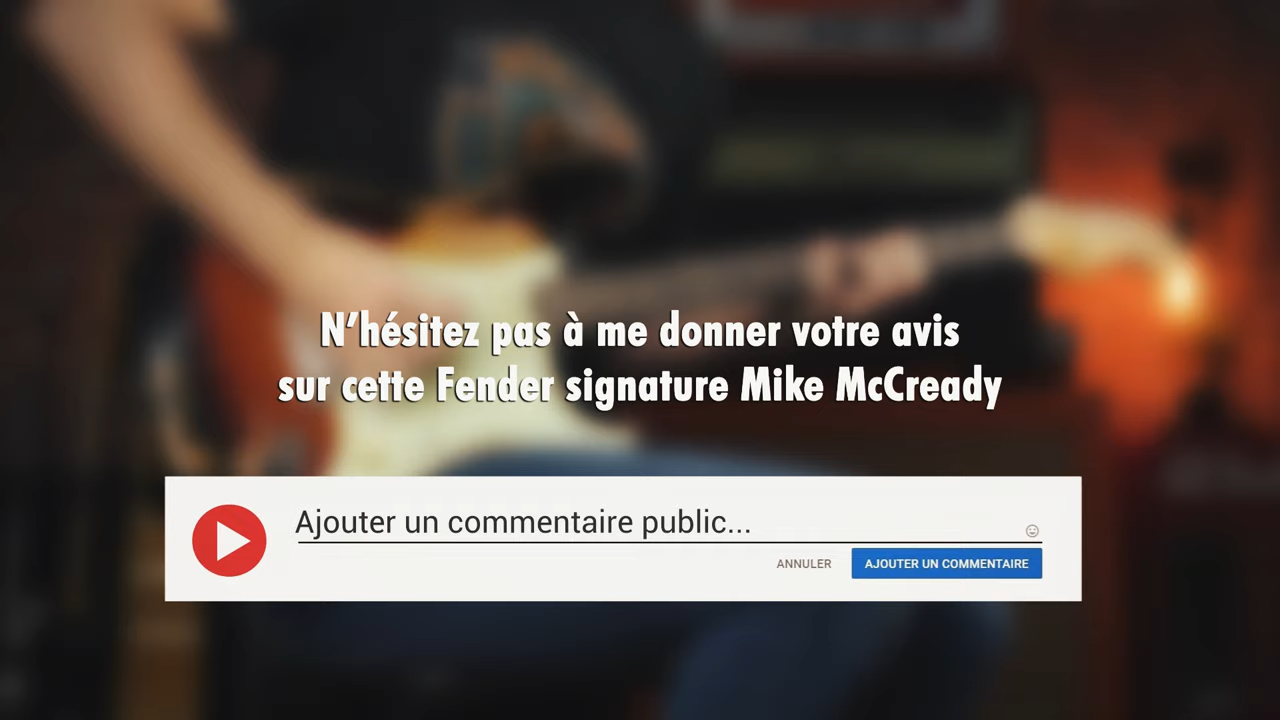 N'hésitez pas à me donner votre avis
sur cette Fender signature Mike McCready
Ajouter un commentaire public...
ANNULER
AJOUTER UN COMMENTAIRE